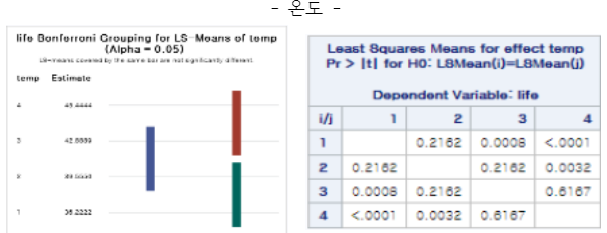 - 온도 -
life Bonferroni Grouping for LS-Means of temp
(Alpha = 0.05)
LS-means covered by the same bar are not significantly different.
temp Estimate
4
3 42.8889
2
1 36.2222
Least Squares Means for effect temp
Pr > |t| for H0: LSMean(i)=LSMean(j)
Dependent Variable: life
i/j 1 2 3 4
1 0.2162 0.0008 <.0001
2 0.2162 0.2162 0.0032
3 0.0008 0.2162 0.6167
4 <.0001 0.0032 0.6167